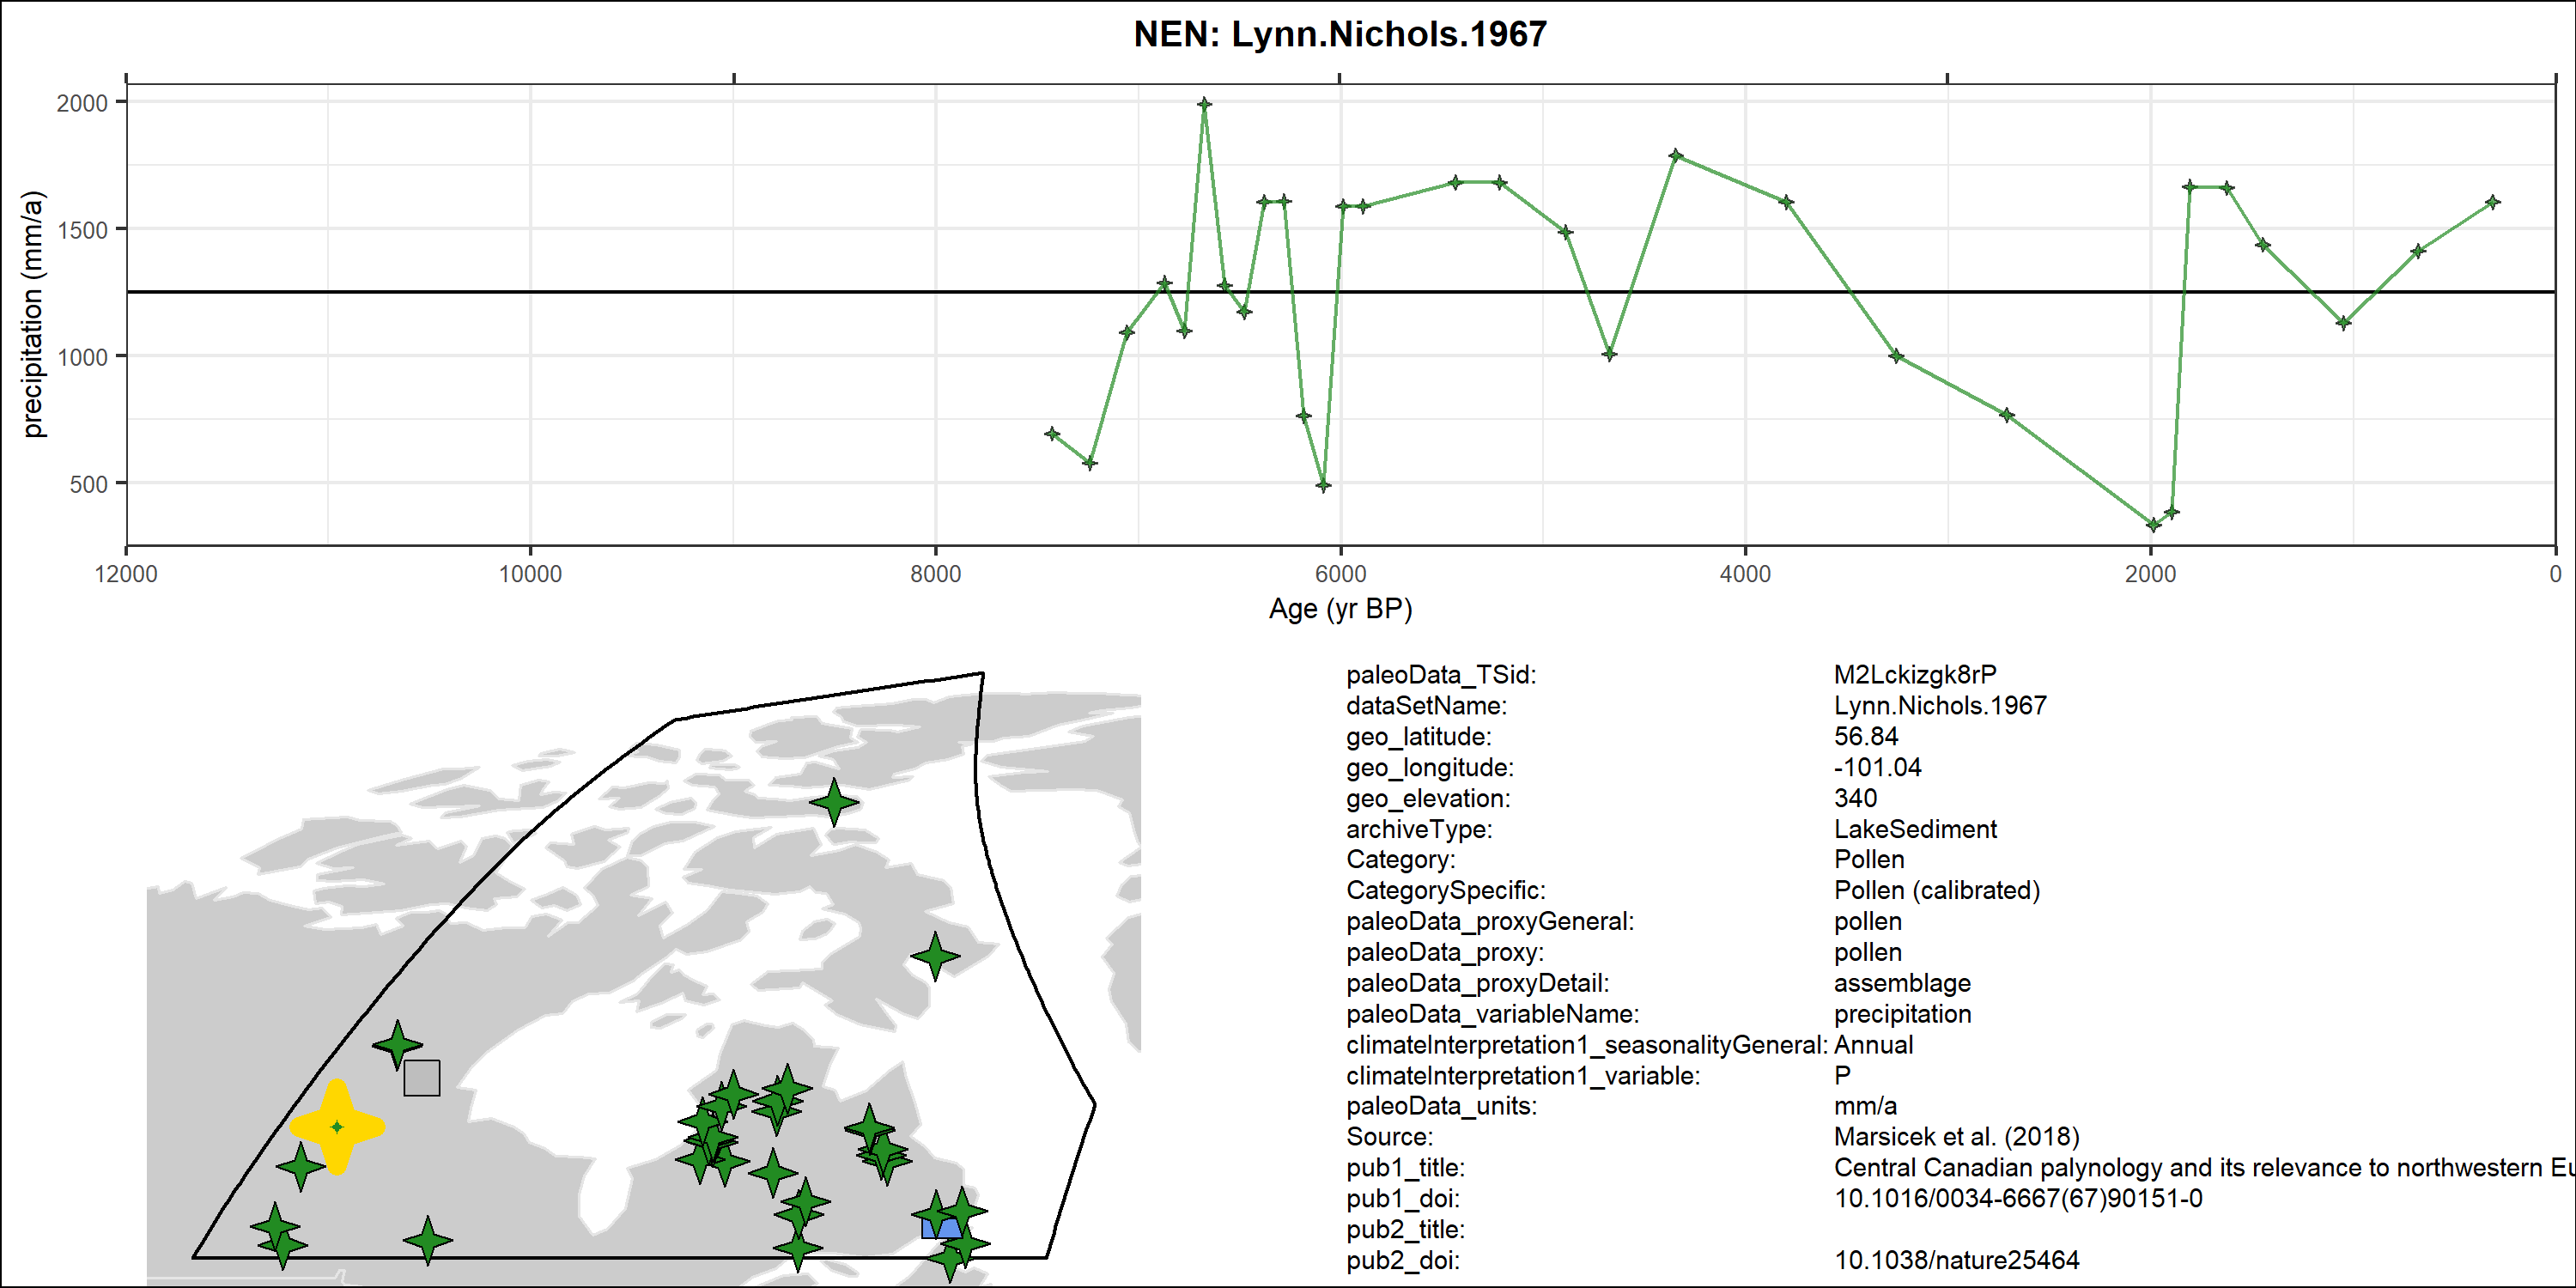 NEN: Lynn.Nichols.1967
precipitation (mm/a)
2000
1500
1000
500
12000 10000 8000 6000 4000 2000 0
Age (yr BP)
paleoData_TSid: M2Lckizgk8rP
dataSetName: Lynn.Nichols.1967
geo_latitude: 56.84
geo_longitude: -101.04
geo_elevation: 340
archiveType: LakeSediment
Category: Pollen
CategorySpecific: Pollen (calibrated)
paleoData_proxyGeneral: pollen
paleoData_proxy: pollen
paleoData_proxyDetail: assemblage
paleoData_variableName: precipitation
climateInterpretation1_seasonalityGeneral: Annual
climateInterpretation1_variable: P
paleoData_units: mm/a
Source: Marsicek et al. (2018)
pub1_title: Central Canadian palynology and its relevance to northwestern Eu
pub1_doi: 10.1016/0034-6667(67)90151-0
pub2_title:
pub2_doi: 10.1038/nature25464